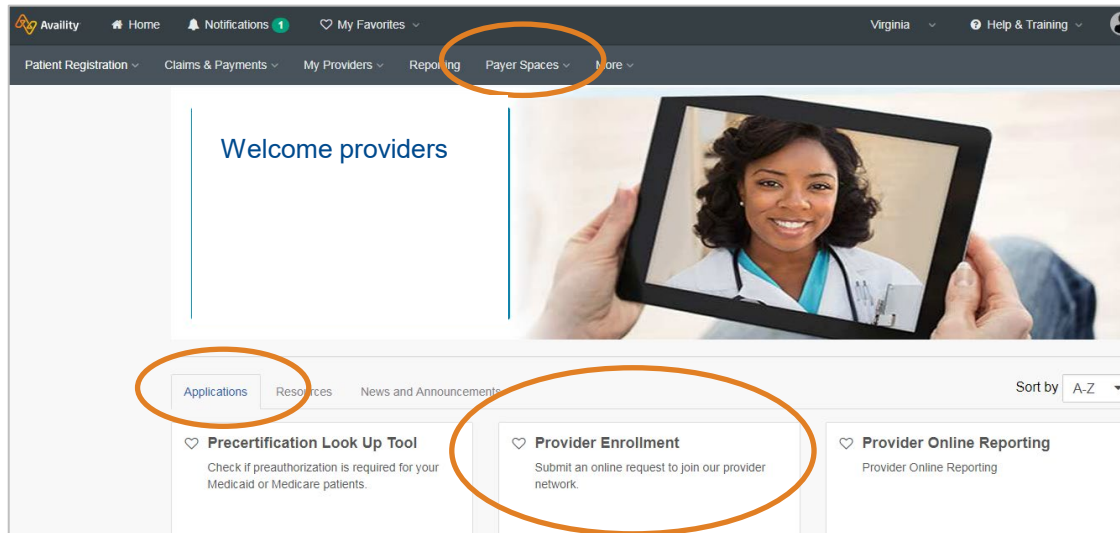 Availity Home Notifications 1 My Favorites Virginia Help & Training
Patient Registration Claims & Payments My Providers Reporting Payer Spaces More
Welcome providers
Applications Resources News and Announcements Sort by A-Z
Precertification Look Up Tool
Check if preauthorization is required for your
Medicaid or Medicare patients.
Provider Enrollment
Submit an online request to join our provider
network.
Provider Online Reporting
Provider Online Reporting